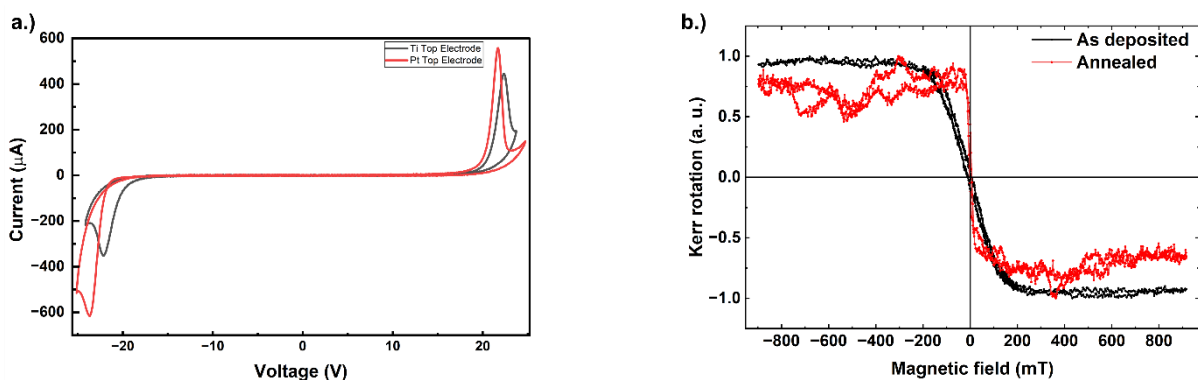 a.)
600
400
200
0
−200
−400
−600
Current (μA)
Ti Top Electrode
Pt Top Electrode
−20
−10
0
10
20
Voltage (V)
b.)
1.0
0.5
0.0
−0.5
−1.0
Kerr rotation (a. u.)
As deposited
Annealed
−800
−600
−400
−200
0
200
400
600
800
Magnetic field (mT)